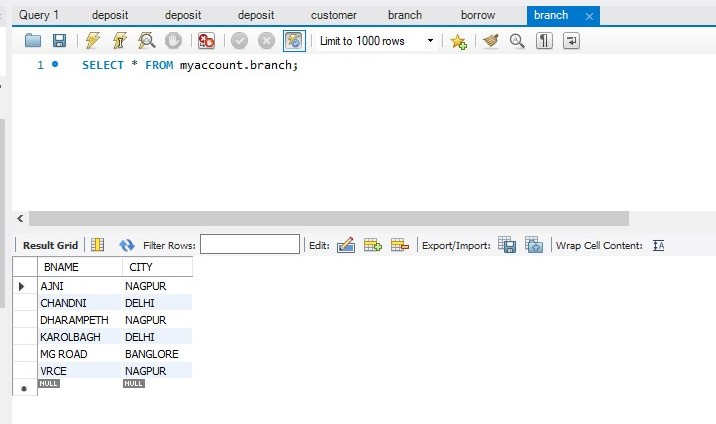 Query 1 deposit deposit deposit customer branch borrow branch
Limit to 1000 rows
1 SELECT * FROM myaccount.branch;
Result Grid Filter Rows: Edit: Export/Import: Wrap Cell Content:
BNAME CITY
AJNI NAGPUR
CHANDNI DELHI
DHARAMPETH NAGPUR
KAROLBAGH DELHI
MG ROAD BANGLORE
VRCE NAGPUR
NULL NULL